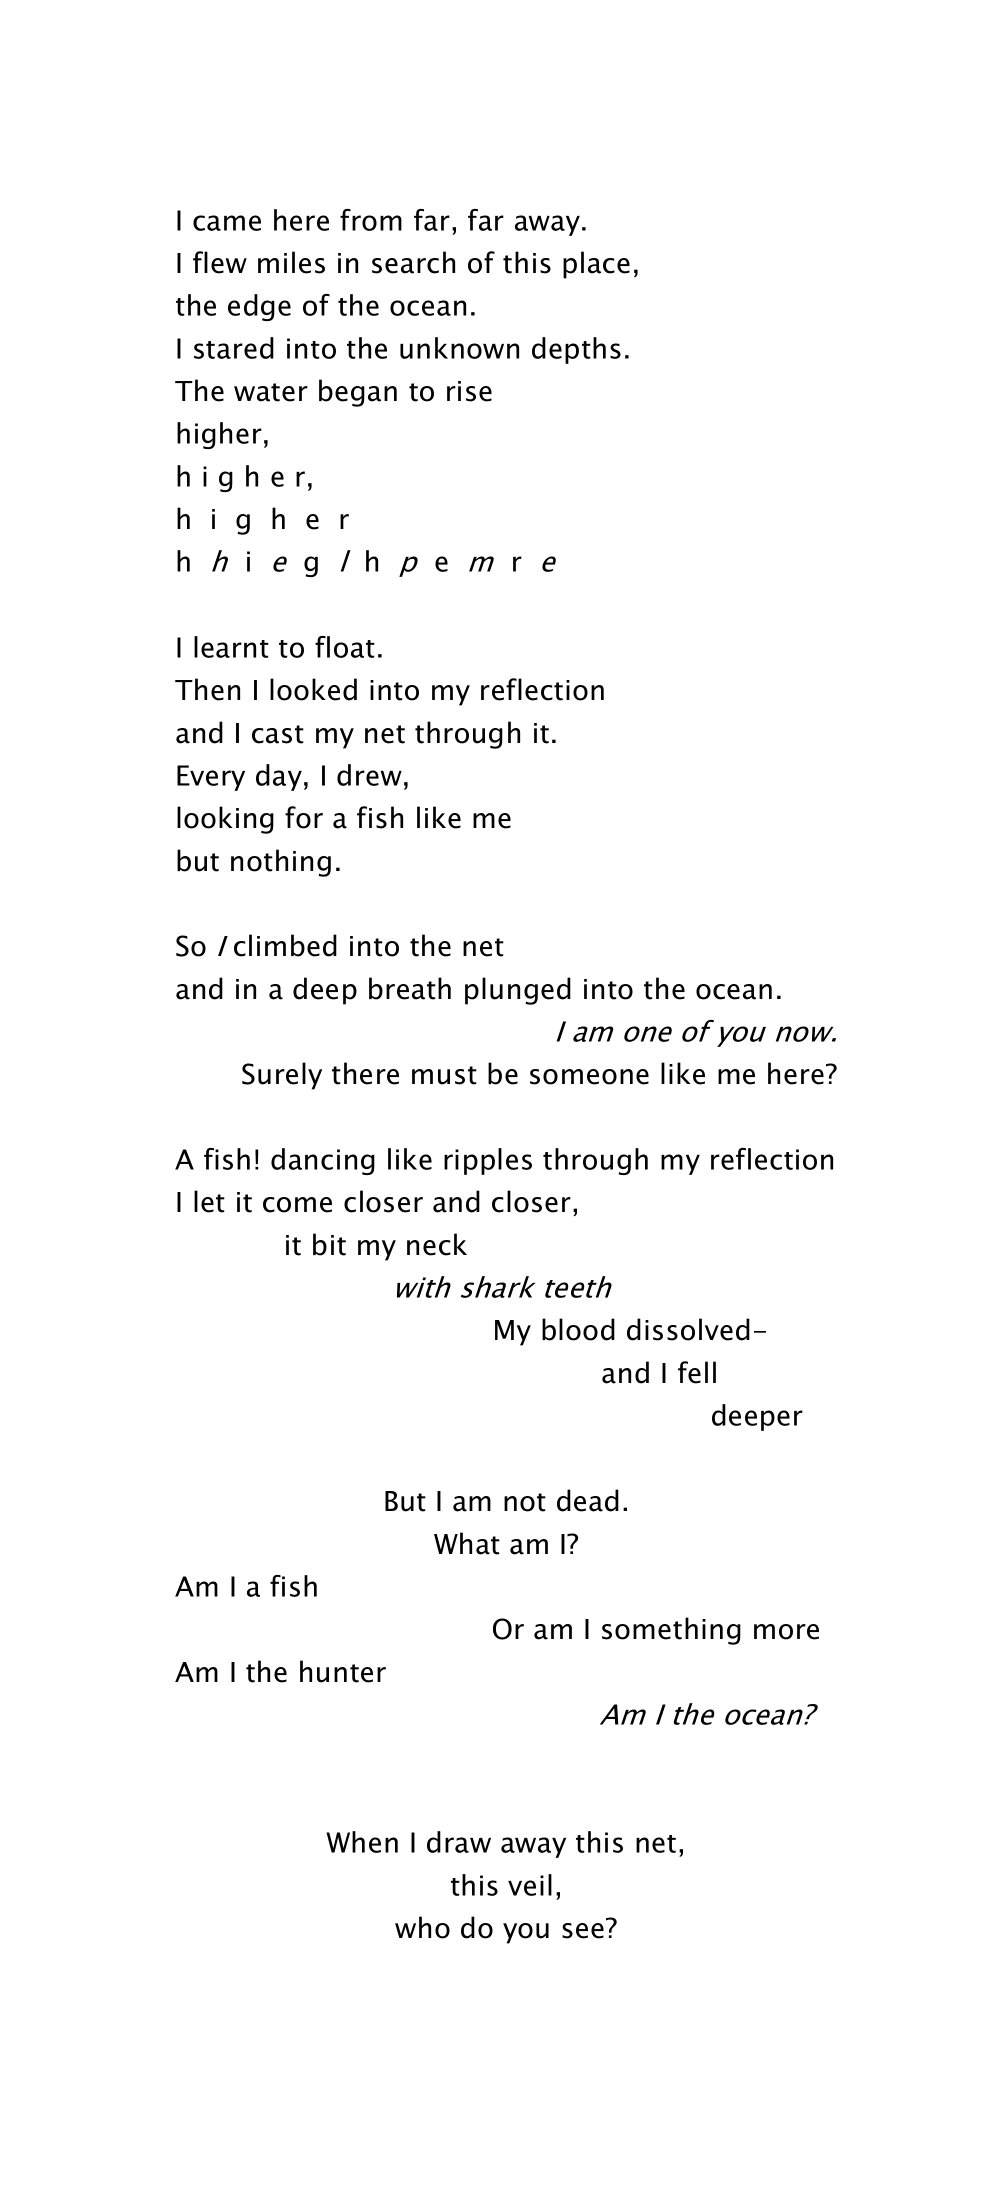 I came here from far, far away.
I flew miles in search of this place,
the edge of the ocean.
I stared into the unknown depths.
The water began to rise
higher,
h i g h e r,
h i g h e r
h h i e g l h p e m r e

I learnt to float.
Then I looked into my reflection
and I cast my net through it.
Every day, I drew,
looking for a fish like me
but nothing.

So I climbed into the net
and in a deep breath plunged into the ocean.
I am one of you now.
Surely there must be someone like me here?

A fish! dancing like ripples through my reflection
I let it come closer and closer,
it bit my neck
with shark teeth
My blood dissolved–
and I fell
deeper

But I am not dead.
What am I?
Am I a fish
Or am I something more
Am I the hunter
Am I the ocean?

When I draw away this net,
this veil,
who do you see?